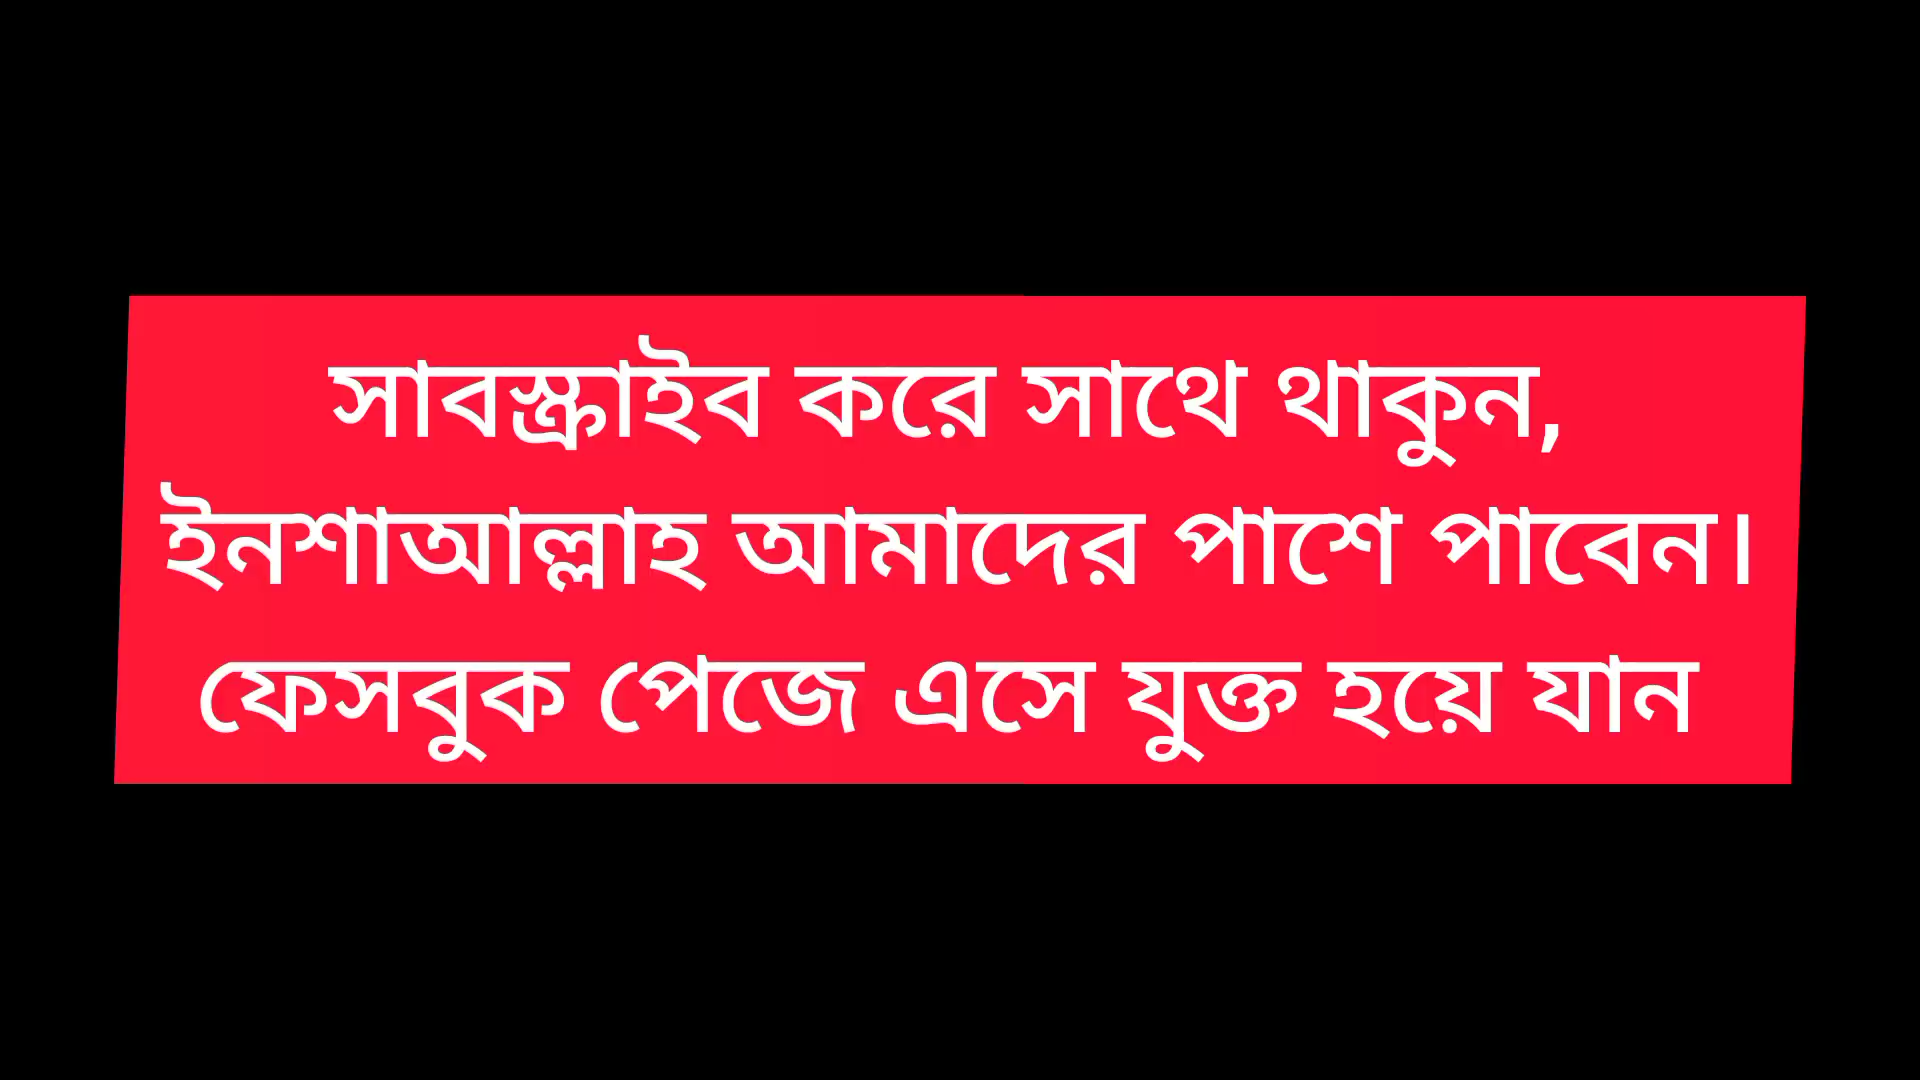 সাবস্ক্রাইব করে সাথে থাকুন,
ইনশাআল্লাহ আমাদের পাশে পাবেন।
ফেসবুক পেজে এসে যুক্ত হয়ে যান